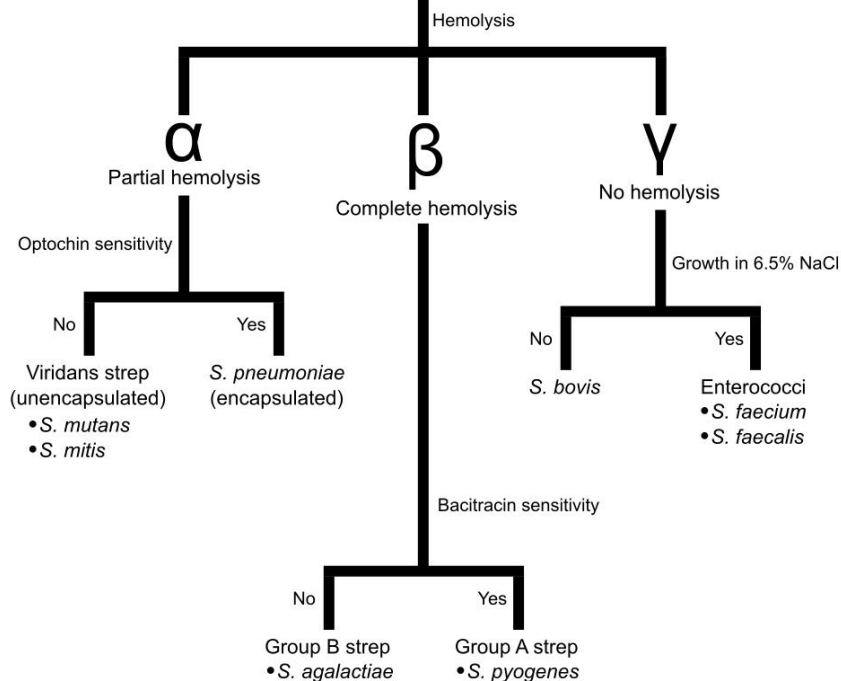 Hemolysis
α
Partial hemolysis
β
Complete hemolysis
γ
No hemolysis
Optochin sensitivity
No
Yes
Viridans strep
(unencapsulated)
• S. mutans
• S. mitis
S. pneumoniae
(encapsulated)
Growth in 6.5% NaCl
No
Yes
S. bovis
Enterococci
• S. faecium
• S. faecalis
Bacitracin sensitivity
No
Yes
Group B strep
• S. agalactiae
Group A strep
• S. pyogenes